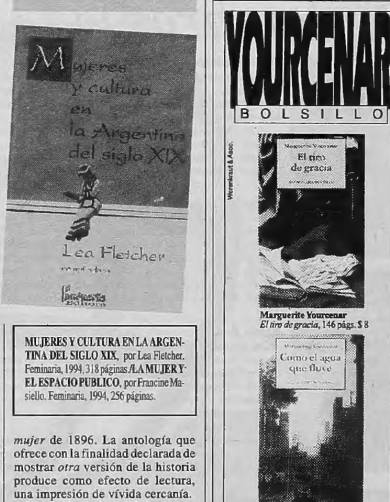 Mujeres
y cultura
en
la Argentina
del siglo XIX
Lea Fletcher
MUJERES Y CULTURA EN LA ARGEN-
TINA DEL SIGLO XIX, por Lea Fletcher.
Feminaria, 1994, 318 páginas /LA MUJER Y
EL ESPACIO PUBLICO, por Francine Ma-
siello. Feminaria, 1994, 256 páginas.
mujer de 1896. La antología que
ofrece con la finalidad declarada de
mostrar otra versión de la historia
produce como efecto de lectura,
una impresión de vívida cercanía.
YOURCENAR
BOLSILLO
Marguerite Yourcenar
El tiro
de gracia
Marguerite Yourcenar
El tiro de gracia, 146 págs. $ 8
Marguerite Yourcenar
Como el agua
que fluye